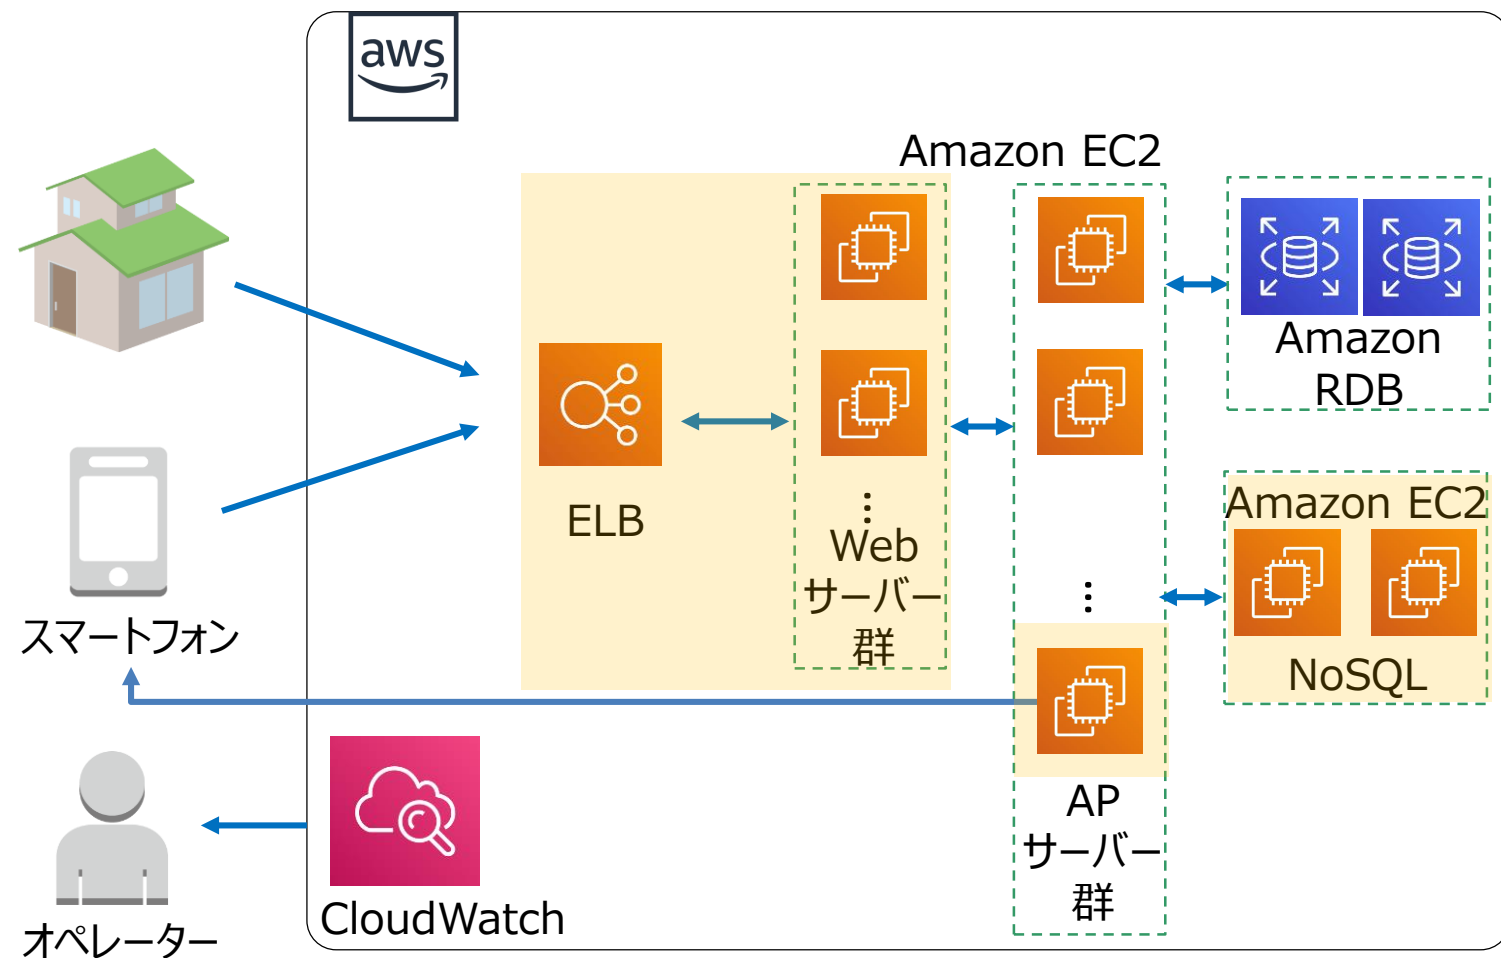 aws
Amazon EC2
Amazon
RDB
ELB
Web
サーバー
群
Amazon EC2
NoSQL
スマートフォン
AP
サーバー
群
CloudWatch
オペレーター